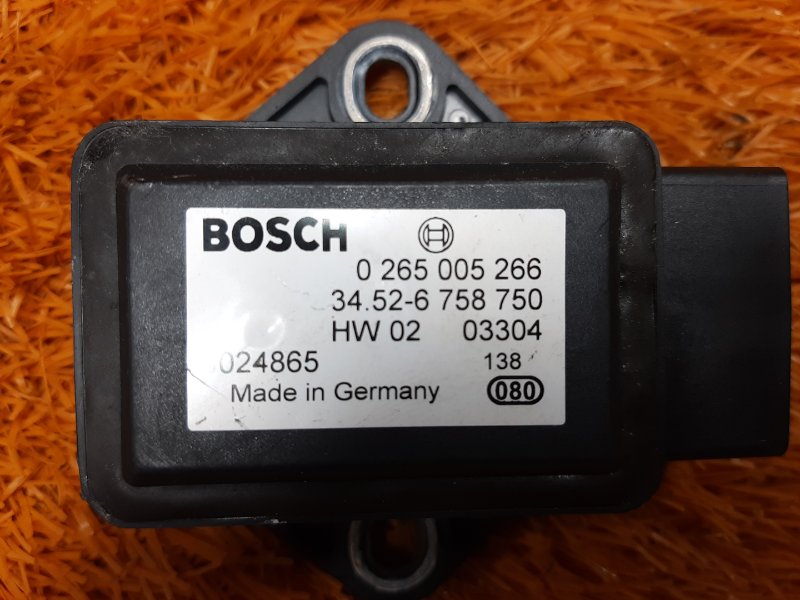 BOSCH
0 265 005 266
34.52-6 758 750
HW 02 03304
024865 138
Made in Germany 080